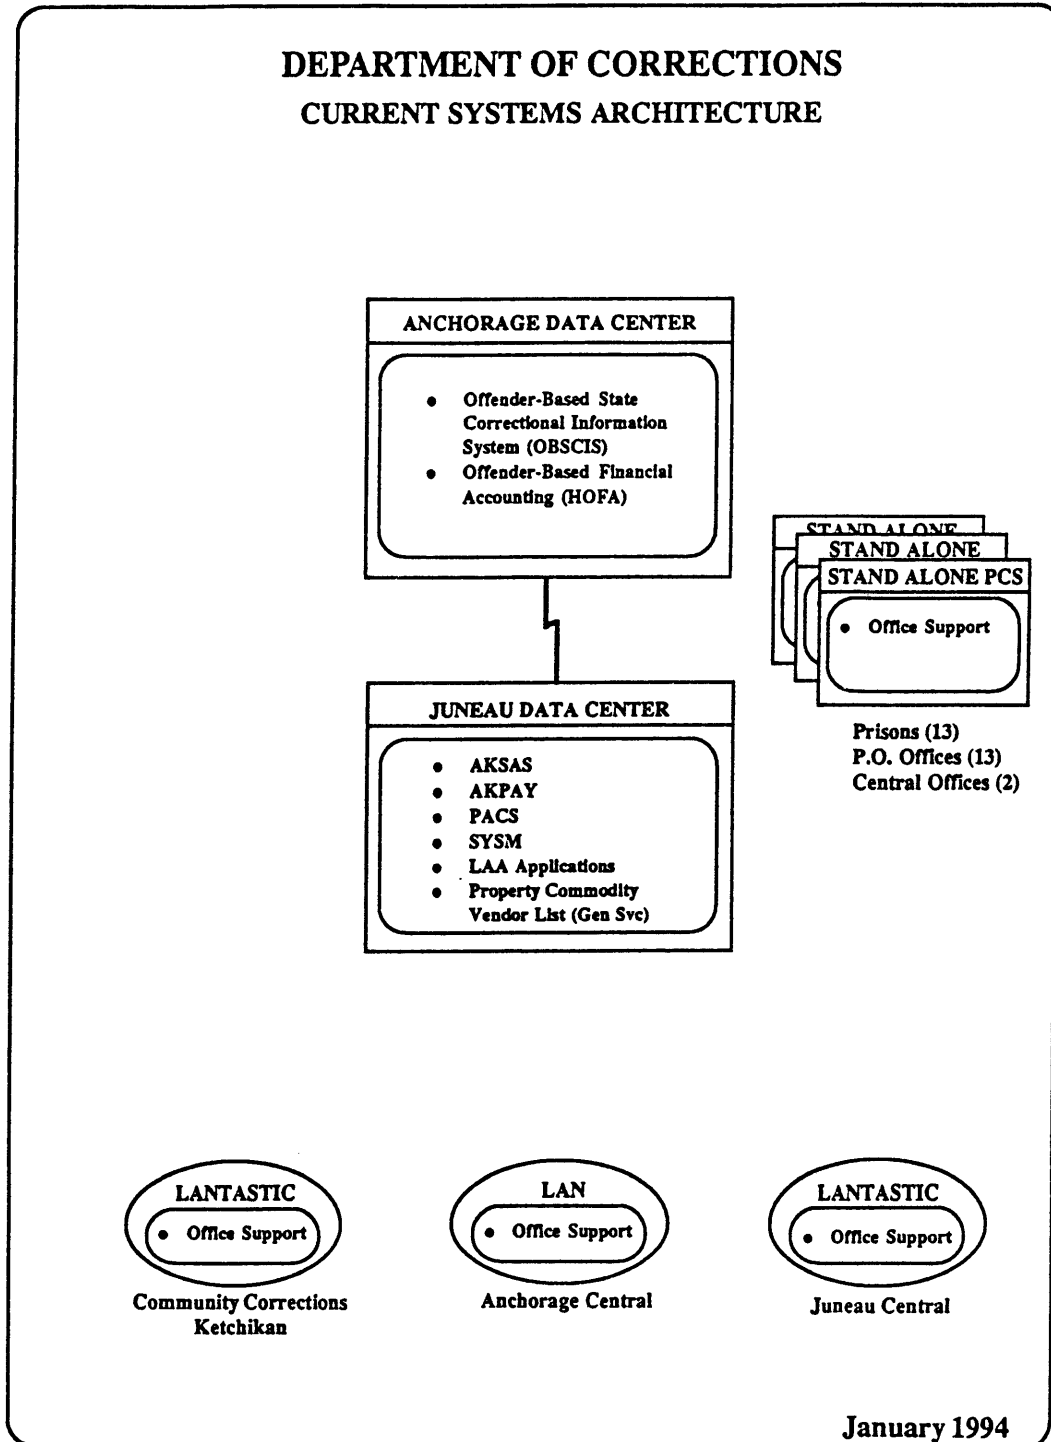 DEPARTMENT OF CORRECTIONS
CURRENT SYSTEMS ARCHITECTURE
ANCHORAGE DATA CENTER
• Offender-Based State
Correctional Information
System (OBSCIS)
• Offender-Based Financial
Accounting (HOFA)
STAND ALONE
STAND ALONE
STAND ALONE PCS
• Office Support
Prisons (13)
P.O. Offices (13)
Central Offices (2)
JUNEAU DATA CENTER
• AKSAS
• AKPAY
• PACS
• SYSM
• LAA Applications
• Property Commodity
Vendor List (Gen Svc)
LANTASTIC
• Office Support
Community Corrections
Ketchikan
LAN
• Office Support
Anchorage Central
LANTASTIC
• Office Support
Juneau Central
January 1994